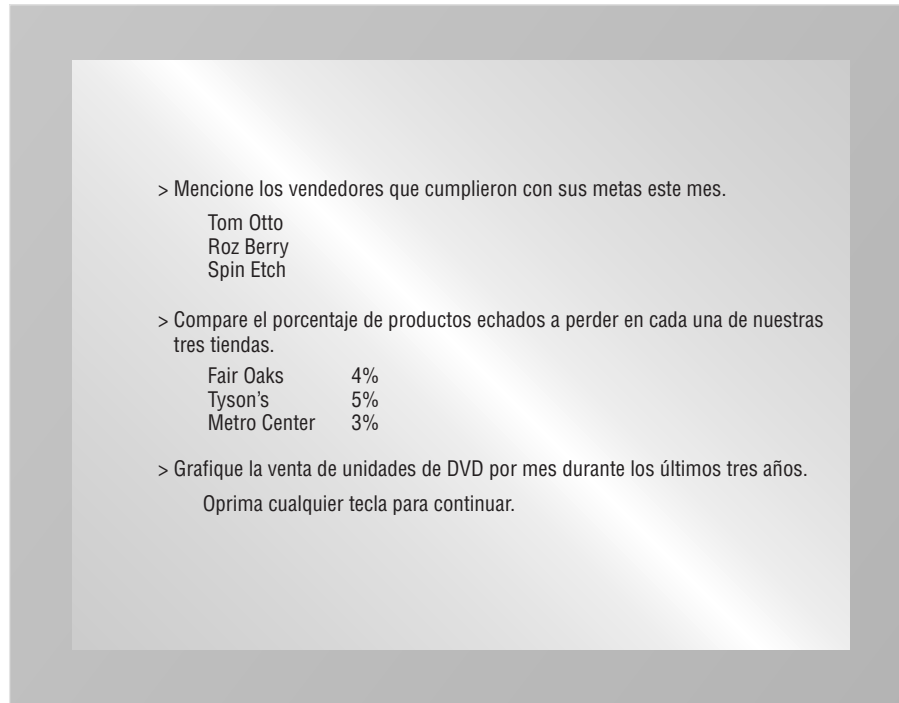 > Mencione los vendedores que cumplieron con sus metas este mes.
Tom Otto
Roz Berry
Spin Etch
> Compare el porcentaje de productos echados a perder en cada una de nuestras
tres tiendas.
Fair Oaks 4%
Tyson's 5%
Metro Center 3%
> Grafique la venta de unidades de DVD por mes durante los últimos tres años.
Oprima cualquier tecla para continuar.